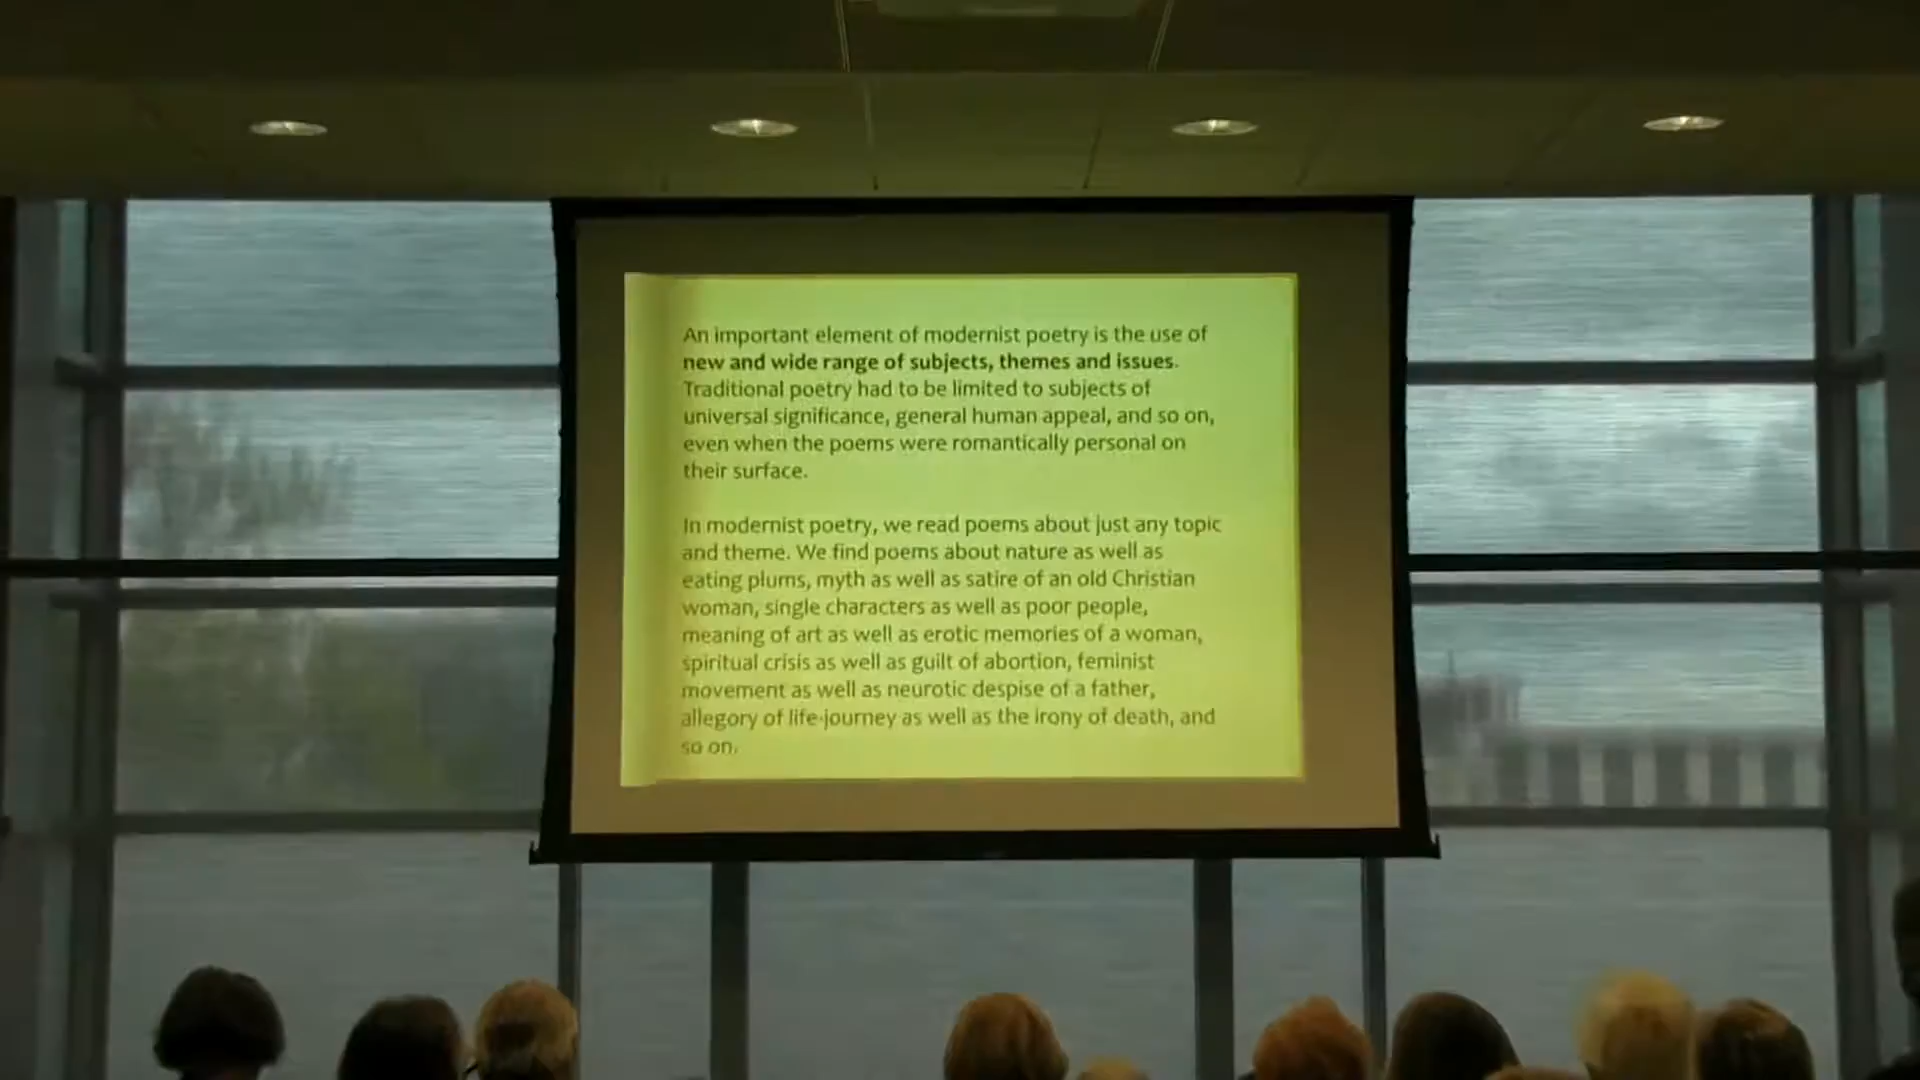 An important element of modernist poetry is the use of
new and wide range of subjects, themes and issues.
Traditional poetry had to be limited to subjects of
universal significance, general human appeal, and so on,
even when the poems were romantically personal on
their surface.
In modernist poetry, we read poems about just any topic
and theme. We find poems about nature as well as
eating plums, myth as well as satire of an old Christian
woman, single characters as well as poor people,
meaning of art as well as erotic memories of a woman,
spiritual crisis as well as guilt of abortion, feminist
movement as well as neurotic despise of a father,
allegory of life-journey as well as the irony of death, and
so on.